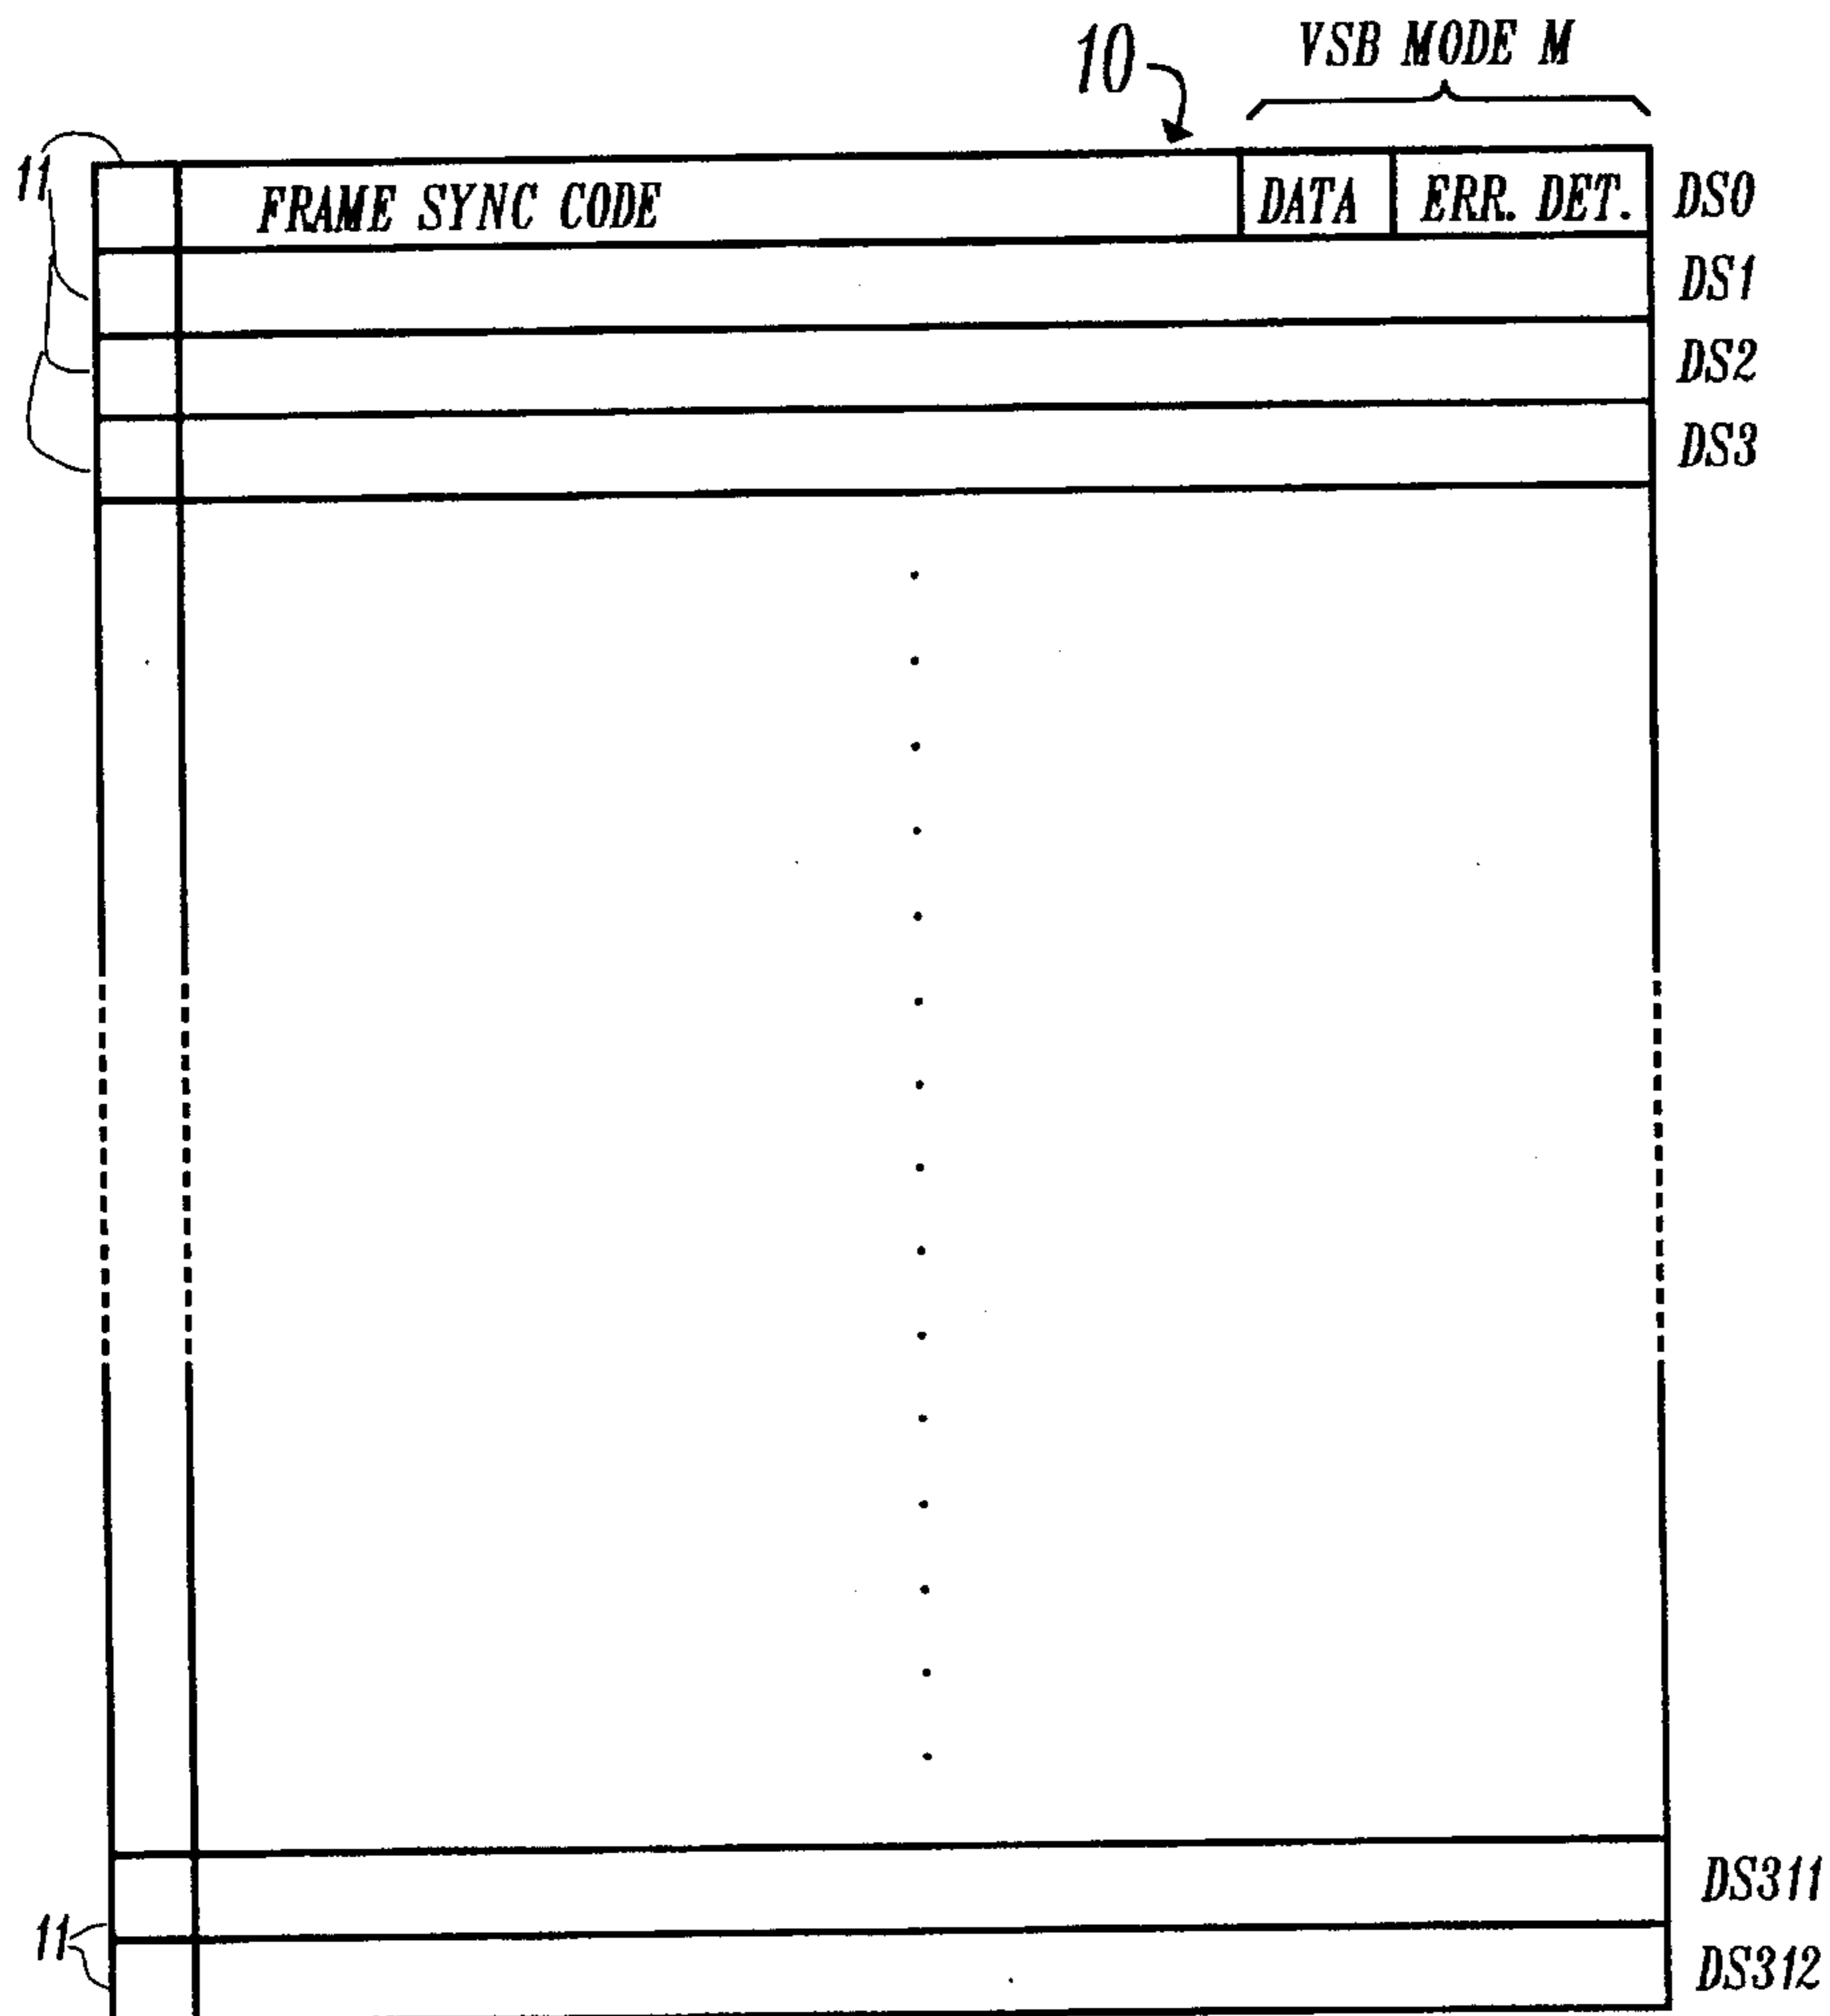 VSB MODE M
10
11
FRAME SYNC CODE DATA ERR. DET. DS0
DS1
DS2
DS3
DS311
11
DS312